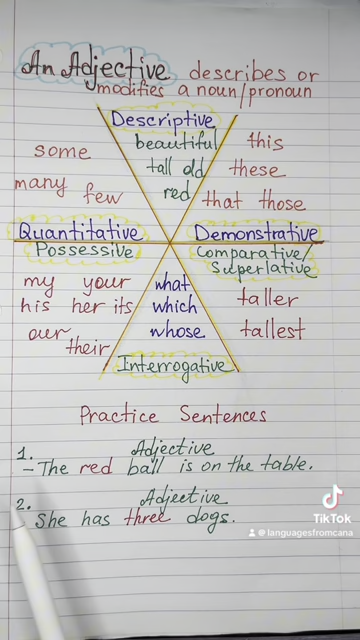 An Adjective describes or
modifies a noun/pronoun
Descriptive
beautiful
tall old
red
some
many few
Quantitative
this
these
that those
Demonstrative
Possessive
my your
his her its
our
their
what
which
whose
Interrogative
Comparative/
Superlative
taller
tallest
Practice Sentences
1. Adjective
- The red ball is on the table.
2. Adjective
She has three dogs.
TikTok
@languagesfromcana